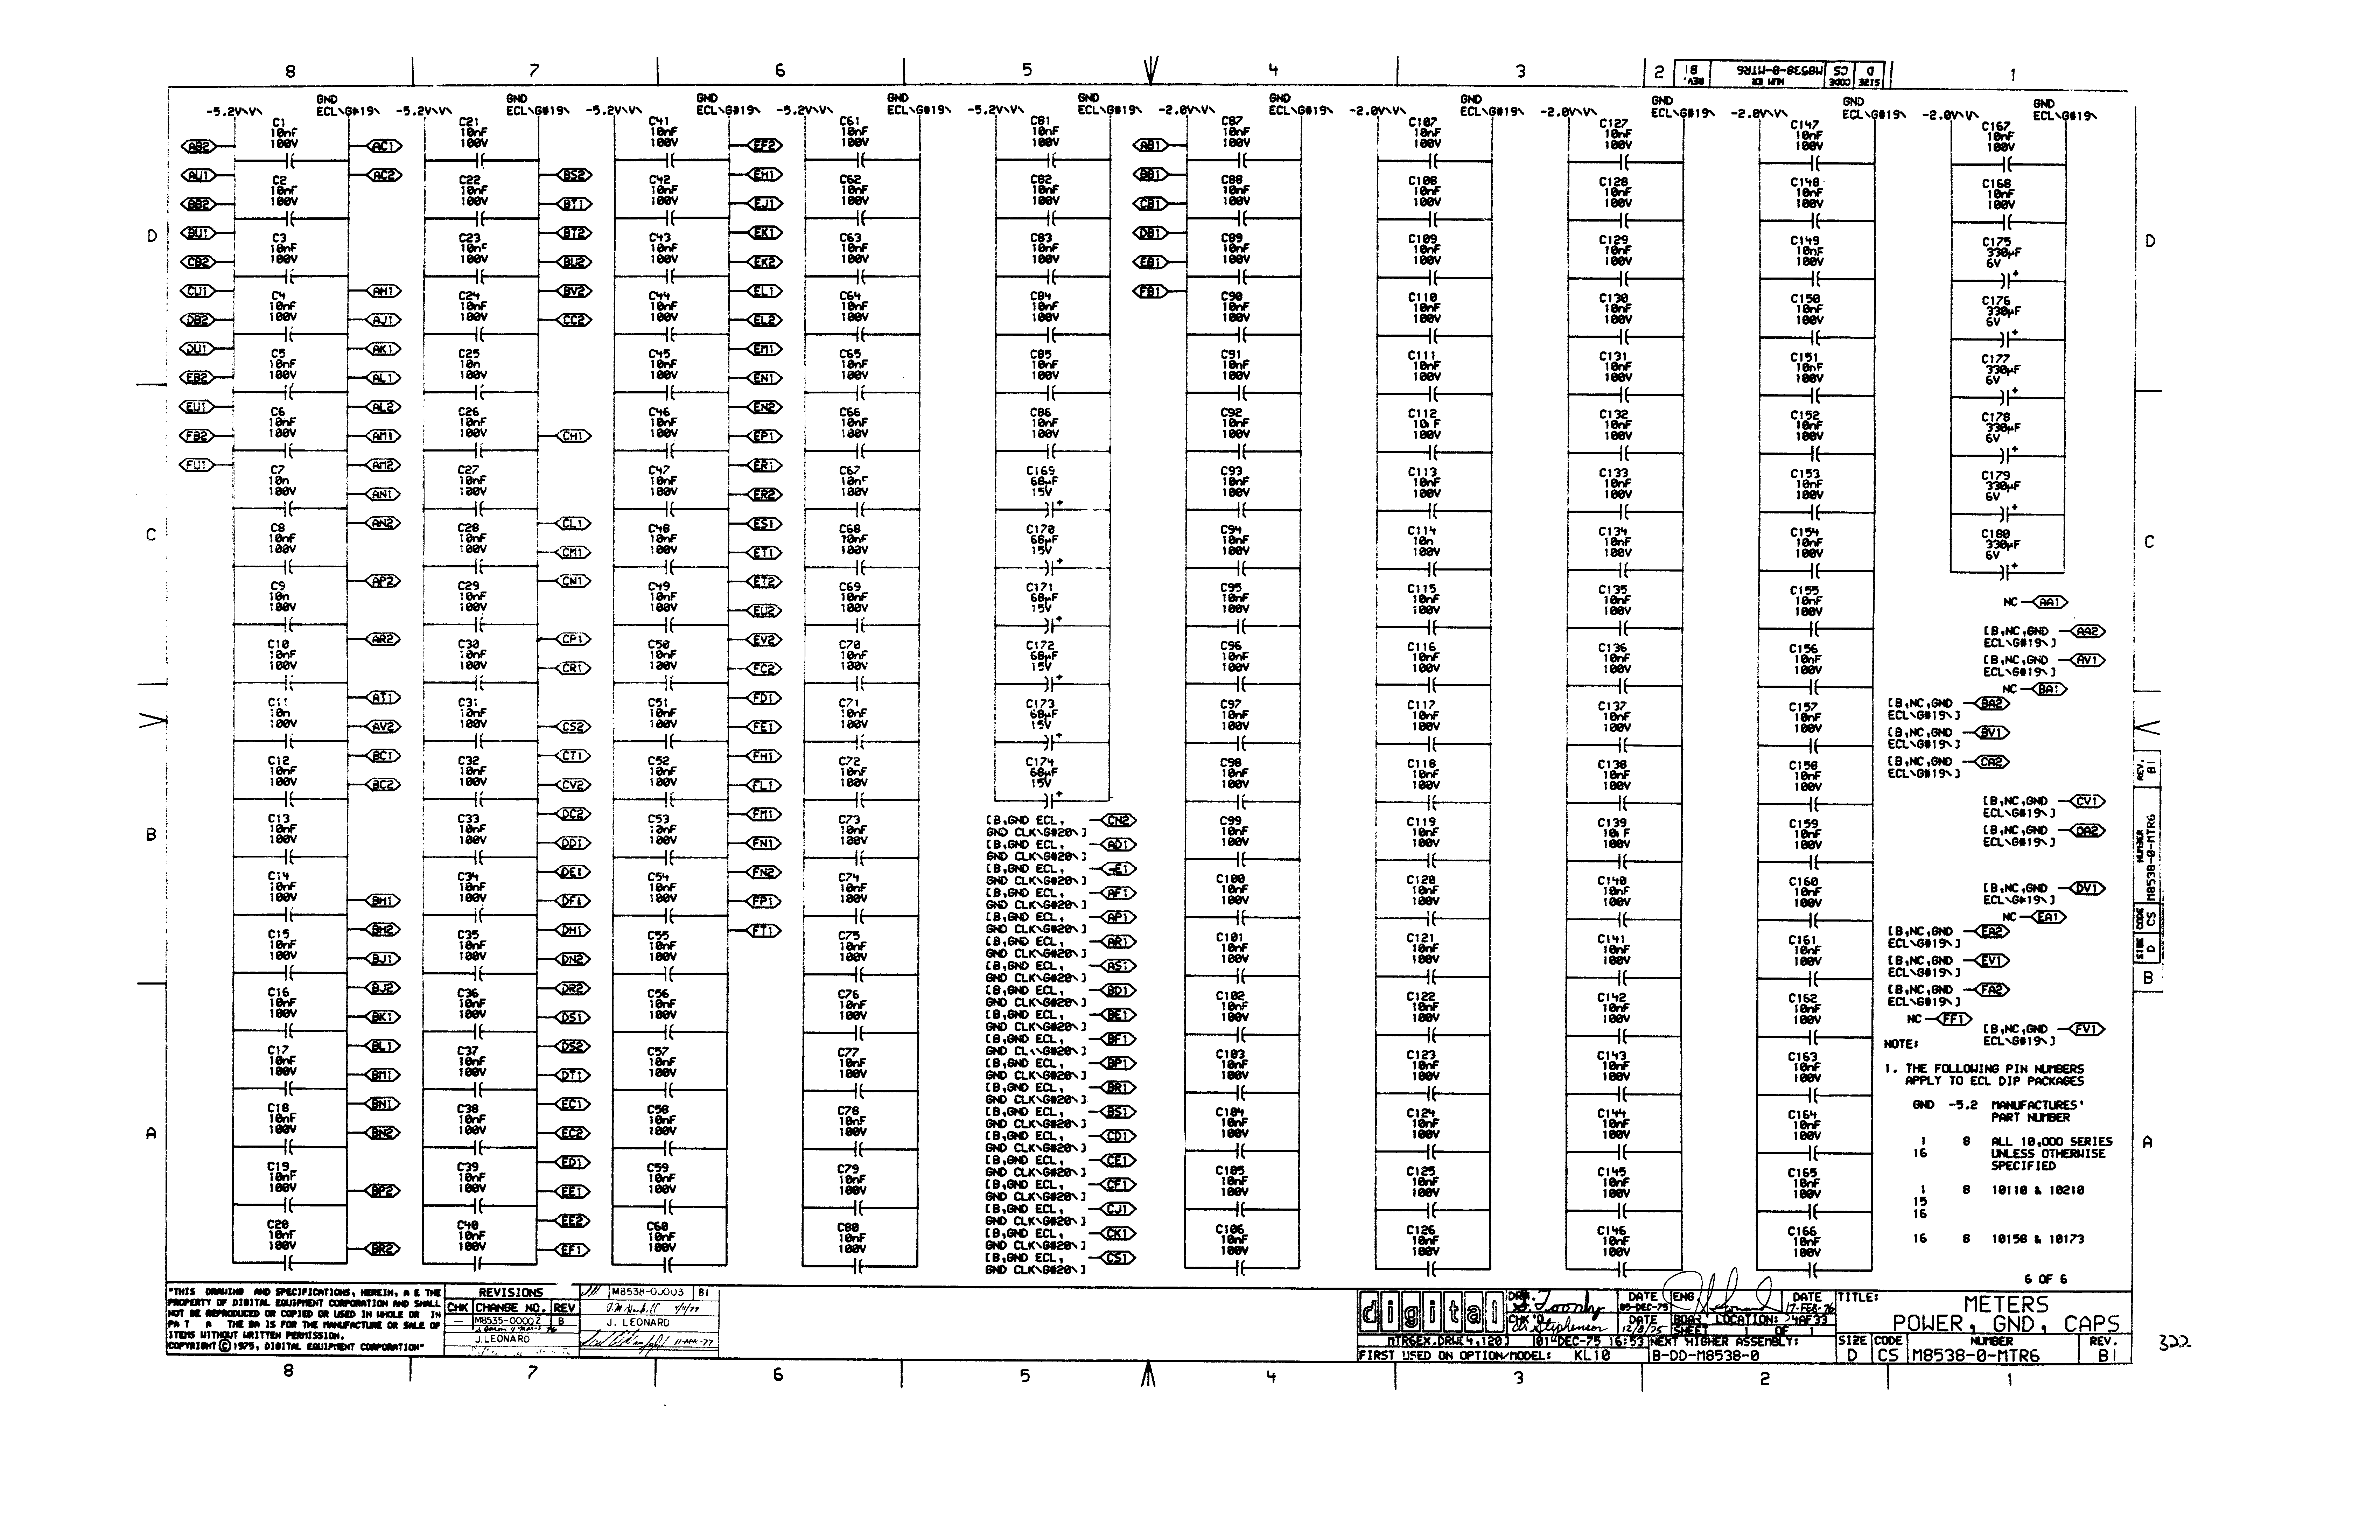 8 7 6 5 4 3 2 1
SIZE D CODE CS NUMBER M8538-0-MTR6 REV. B1
GND GND GND GND GND GND GND GND GND GND
-5.2V\V\ ECL\G#19\ -5.2V\V\ ECL\G#19\ -5.2V\V\ ECL\G#19\ -5.2V\V\ ECL\G#19\ -5.2V\V\ ECL\G#19\ -2.0V\V\ ECL\G#19\ -2.0V\V\ ECL\G#19\ -2.0V\V\ ECL\G#19\ -2.0V\V\ ECL\G#19\ -2.0V\V\ ECL\G#19\
C1 C21 C41 C61 C81 C87 C107 C127 C147 C167
10nF 10nF 10nF 10nF 10nF 10nF 10nF 10nF 10nF 10nF
100V 100V 100V 100V 100V 100V 100V 100V 100V 100V
AB2 AC1 EF2 AB1
AU1 AC2 BS2 EH1 BB1
C2 C22 C42 C62 C82 C88 C108 C128 C148 C168
10nF 10nF 10nF 10nF 10nF 10nF 10nF 10nF 10nF 10nF
100V 100V 100V 100V 100V 100V 100V 100V 100V 100V
BB2 BT1 EJ1 CB1
BU1 BT2 EK1 DB1
D D
C3 C23 C43 C63 C83 C89 C109 C129 C149 C175
10nF 10nF 10nF 10nF 10nF 10nF 10nF 10nF 10nF 330µF
100V 100V 100V 100V 100V 100V 100V 100V 100V 6V
CB2 BU2 EK2 EB1
CU1 AH1 BV2 EL1 FB1
C4 C24 C44 C64 C84 C90 C110 C130 C150 C176
10nF 10nF 10nF 10nF 10nF 10nF 10nF 10nF 10nF 330µF
100V 100V 100V 100V 100V 100V 100V 100V 100V 6V
DB2 AJ1 CC2 EL2
DU1 AK1 EM1
C5 C25 C45 C65 C85 C91 C111 C131 C151 C177
10nF 10n 10nF 10nF 10nF 10nF 10nF 10nF 10nF 330µF
100V 100V 100V 100V 100V 100V 100V 100V 100V 6V
EB2 AL1 EN1
EU1 AL2 EN2
C6 C26 C46 C66 C86 C92 C112 C132 C152 C178
10nF 10nF 10nF 10nF 10nF 10nF 10nF 10nF 10nF 330µF
100V 100V 100V 100V 100V 100V 100V 100V 100V 6V
FB2 AM1 CH1 EP1
FU1 AM2 ER1
C7 C27 C47 C67 C169 C93 C113 C133 C153 C179
10n 10nF 10nF 10nF 68µF 10nF 10nF 10nF 10nF 330µF
100V 100V 100V 100V 15V 100V 100V 100V 100V 6V
AN1 ER2
AN2 CL1 ES1
C C
C8 C28 C48 C68 C170 C94 C114 C134 C154 C180
10nF 10nF 10nF 10nF 68µF 10nF 10n 10nF 10nF 330µF
100V 100V 100V 100V 15V 100V 100V 100V 100V 6V
CM1 ET1
AP2 CN1 ET2
C9 C29 C49 C69 C171 C95 C115 C135 C155
10n 10nF 10nF 10nF 68µF 10nF 10nF 10nF 10nF
100V 100V 100V 100V 15V 100V 100V 100V 100V
EU2
NC AA1
AR2 CP1 EV2
[B,NC,GND AA2
ECL\G#19\]
C10 C30 C50 C70 C172 C96 C116 C136 C156
10nF 10nF 10nF 10nF 68µF 10nF 10nF 10nF 10nF
100V 100V 100V 100V 15V 100V 100V 100V 100V
CR1 FC2
[B,NC,GND AV1
ECL\G#19\]
NC BA1
AT1 FD1
C11 C31 C51 C71 C173 C97 C117 C137 C157
10n 10nF 10nF 10nF 68µF 10nF 10nF 10nF 10nF
100V 100V 100V 100V 15V 100V 100V 100V 100V
[B,NC,GND BA2
ECL\G#19\]
AV2 CS2 FE1
[B,NC,GND BV1
ECL\G#19\]
BC1 CT1 FH1
C12 C32 C52 C72 C174 C98 C118 C138 C158
10nF 10nF 10nF 10nF 68µF 10nF 10nF 10nF 10nF
100V 100V 100V 100V 15V 100V 100V 100V 100V
[B,NC,GND CA2
ECL\G#19\]
BC2 CV2 FL1
[B,NC,GND CV1
ECL\G#19\]
DC2 FM1
B
C13 C33 C53 C73 C99 C119 C139 C159
10nF 10nF 10nF 10nF 10nF 10nF 10nF 10nF
100V 100V 100V 100V 100V 100V 100V 100V
[B,NC,GND DA2
ECL\G#19\]
DD1 FN1
DE1 FN2
C14 C34 C54 C74 C100 C120 C140 C160
10nF 10nF 10nF 10nF 10nF 10nF 10nF 10nF
100V 100V 100V 100V 100V 100V 100V 100V
[B,NC,GND DV1
ECL\G#19\]
BH1 DF1 FP1
NC EA1
BH2 DH1 FT1
C15 C35 C55 C75 C101 C121 C141 C161
10nF 10nF 10nF 10nF 10nF 10nF 10nF 10nF
100V 100V 100V 100V 100V 100V 100V 100V
[B,NC,GND EA2
ECL\G#19\]
BJ1 DN2
[B,NC,GND EV1
ECL\G#19\]
B
BJ2 DR2
C16 C36 C56 C76 C102 C122 C142 C162
10nF 10nF 10nF 10nF 10nF 10nF 10nF 10nF
100V 100V 100V 100V 100V 100V 100V 100V
[B,NC,GND FA2
ECL\G#19\]
BK1 DS1
NC FF1
[B,NC,GND FV1
ECL\G#19\]
BL1 DS2
C17 C37 C57 C77 C103 C123 C143 C163
10nF 10nF 10nF 10nF 10nF 10nF 10nF 10nF
100V 100V 100V 100V 100V 100V 100V 100V
BM1 DT1
BN1 EC1
C18 C38 C58 C78 C104 C124 C144 C164
10nF 10nF 10nF 10nF 10nF 10nF 10nF 10nF
100V 100V 100V 100V 100V 100V 100V 100V
BN2 EC2
A A
ED1
C19 C39 C59 C79 C105 C125 C145 C165
10nF 10nF 10nF 10nF 10nF 10nF 10nF 10nF
100V 100V 100V 100V 100V 100V 100V 100V
BP2 EE1
EE2
C20 C40 C60 C80 C106 C126 C146 C166
10nF 10nF 10nF 10nF 10nF 10nF 10nF 10nF
100V 100V 100V 100V 100V 100V 100V 100V
BR2 EF1
[B,GND ECL, CN2
GND CLK\G#20\]
[B,GND ECL, AD1
GND CLK\G#20\]
[B,GND ECL, E1
GND CLK\G#20\]
[B,GND ECL, AF1
GND CLK\G#20\]
[B,GND ECL, AP1
GND CLK\G#20\]
[B,GND ECL, AR1
GND CLK\G#20\]
[B,GND ECL, AS1
GND CLK\G#20\]
[B,GND ECL, BD1
GND CLK\G#20\]
[B,GND ECL, BE1
GND CLK\G#20\]
[B,GND ECL, BF1
GND CL\G#20\]
[B,GND ECL, BP1
GND CLK\G#20\]
[B,GND ECL, BR1
GND CLK\G#20\]
[B,GND ECL, BS1
GND CLK\G#20\]
[B,GND ECL, CD1
GND CLK\G#20\]
[B,GND ECL, CE1
GND CLK\G#20\]
[B,GND ECL, CF1
GND CLK\G#20\]
[B,GND ECL, CJ1
GND CLK\G#20\]
[B,GND ECL, CK1
GND CLK\G#20\]
[B,GND ECL, CS1
GND CLK\G#20\]
NOTE:
1. THE FOLLOWING PIN NUMBERS
APPLY TO ECL DIP PACKAGES
GND -5.2 MANUFACTURES'
PART NUMBER
1 8 ALL 10,000 SERIES
16 UNLESS OTHERWISE
SPECIFIED
1 8 10110 & 10210
15
16
16 8 10158 & 10173
6 OF 6
SIZE D CODE CS NUMBER M8538-0-MTR6 REV. B1
"THIS DRAWING AND SPECIFICATIONS, HEREIN, A E THE
PROPERTY OF DIGITAL EQUIPMENT CORPORATION AND SHALL
NOT BE REPRODUCED OR COPIED OR USED IN WHOLE OR IN
PA T A THE BA IS FOR THE MANUFACTURE OR SALE OF
ITEMS WITHOUT WRITTEN PERMISSION.
COPYRIGHT © 1975, DIGITAL EQUIPMENT CORPORATION"
REVISIONS
CHK CHANGE NO. REV
— M8535-00002 B
J.LEONARD
M8538-00003 B1
J. LEONARD
digital
DRN.
CHK'D
DATE
05-DEC-75
DATE
12/8/75
ENG
DATE
17-FEB-76
BOARD LOCATION: 4AF33
SHEET 1 OF 1
MTRSEX.DRW[4,120] 01-DEC-75 16:53 NEXT HIGHER ASSEMBLY:
FIRST USED ON OPTION/MODEL: KL10 B-DD-M8538-0
TITLE:
METERS
POWER, GND, CAPS
SIZE CODE NUMBER REV.
D CS M8538-0-MTR6 B1
322
8 7 6 5 4 3 2 1